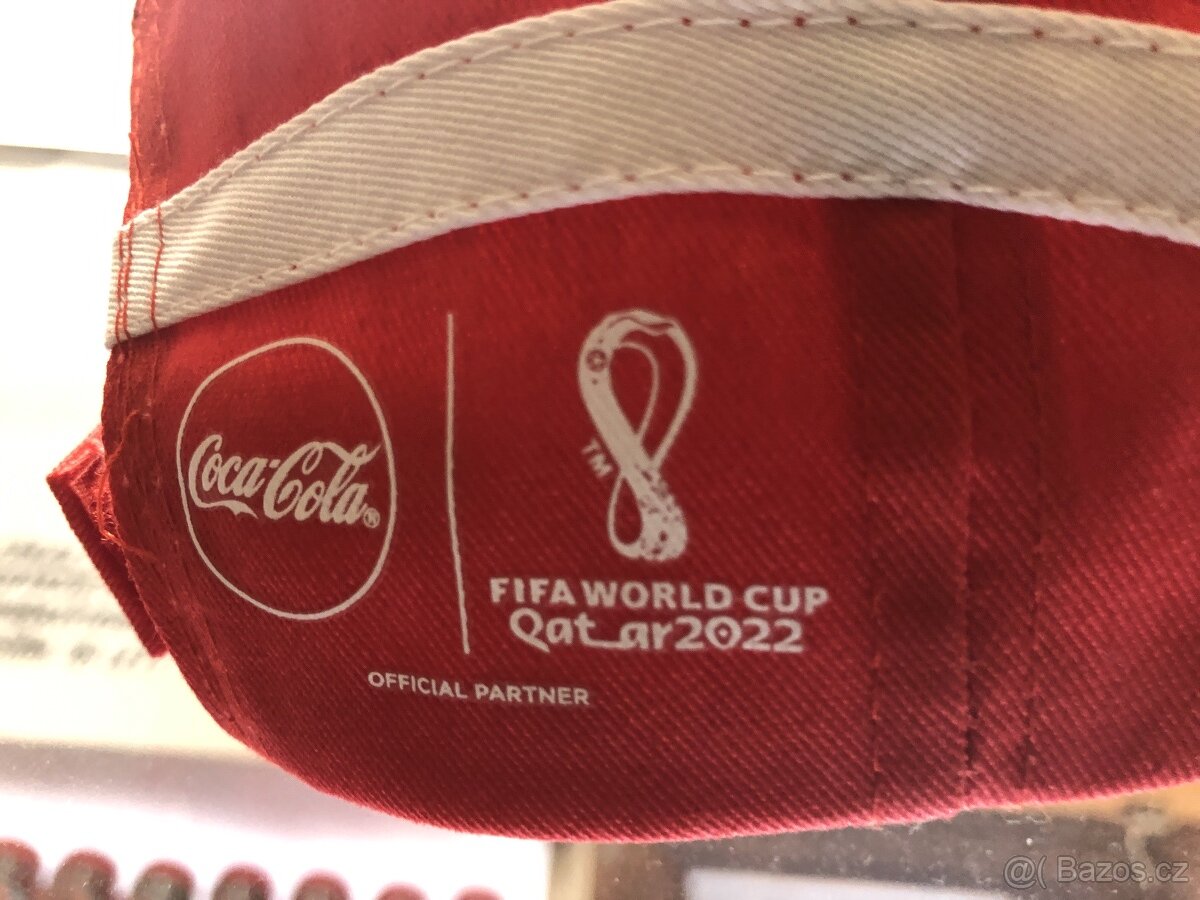 Coca-Cola®
TM
FIFA WORLD CUP
Qatar2022
OFFICIAL PARTNER
@( Bazos.cz